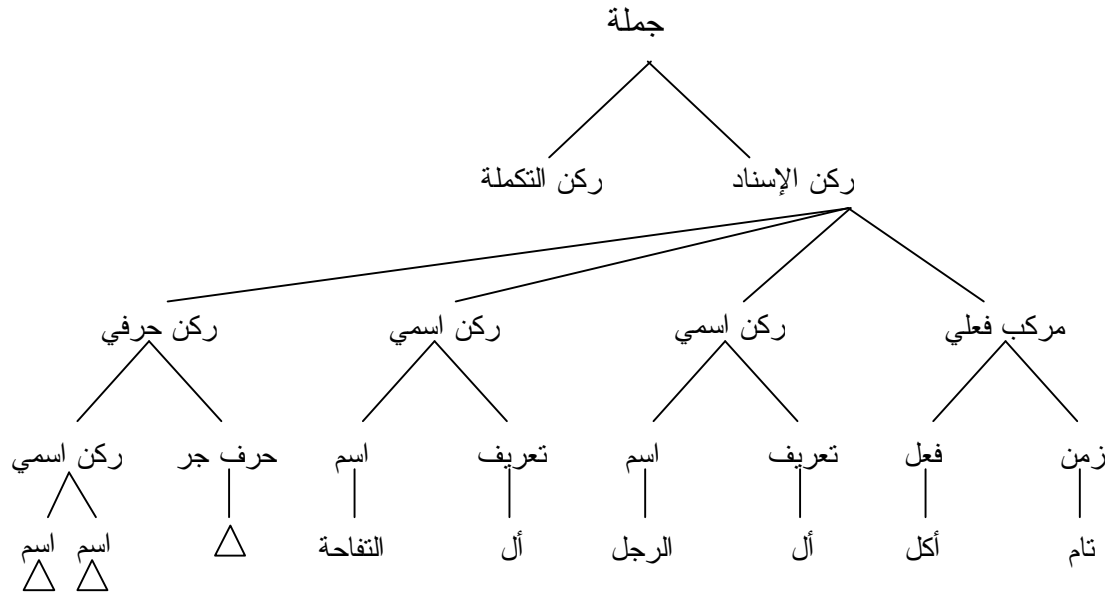 جملة
ركن الإسناد ركن التكملة
مركب فعلي ركن اسمي ركن اسمي ركن حرفي
زمن فعل تعريف اسم تعريف اسم حرف جر ركن اسمي
تام أكل أل الرجل أل التفاحة اسم اسم